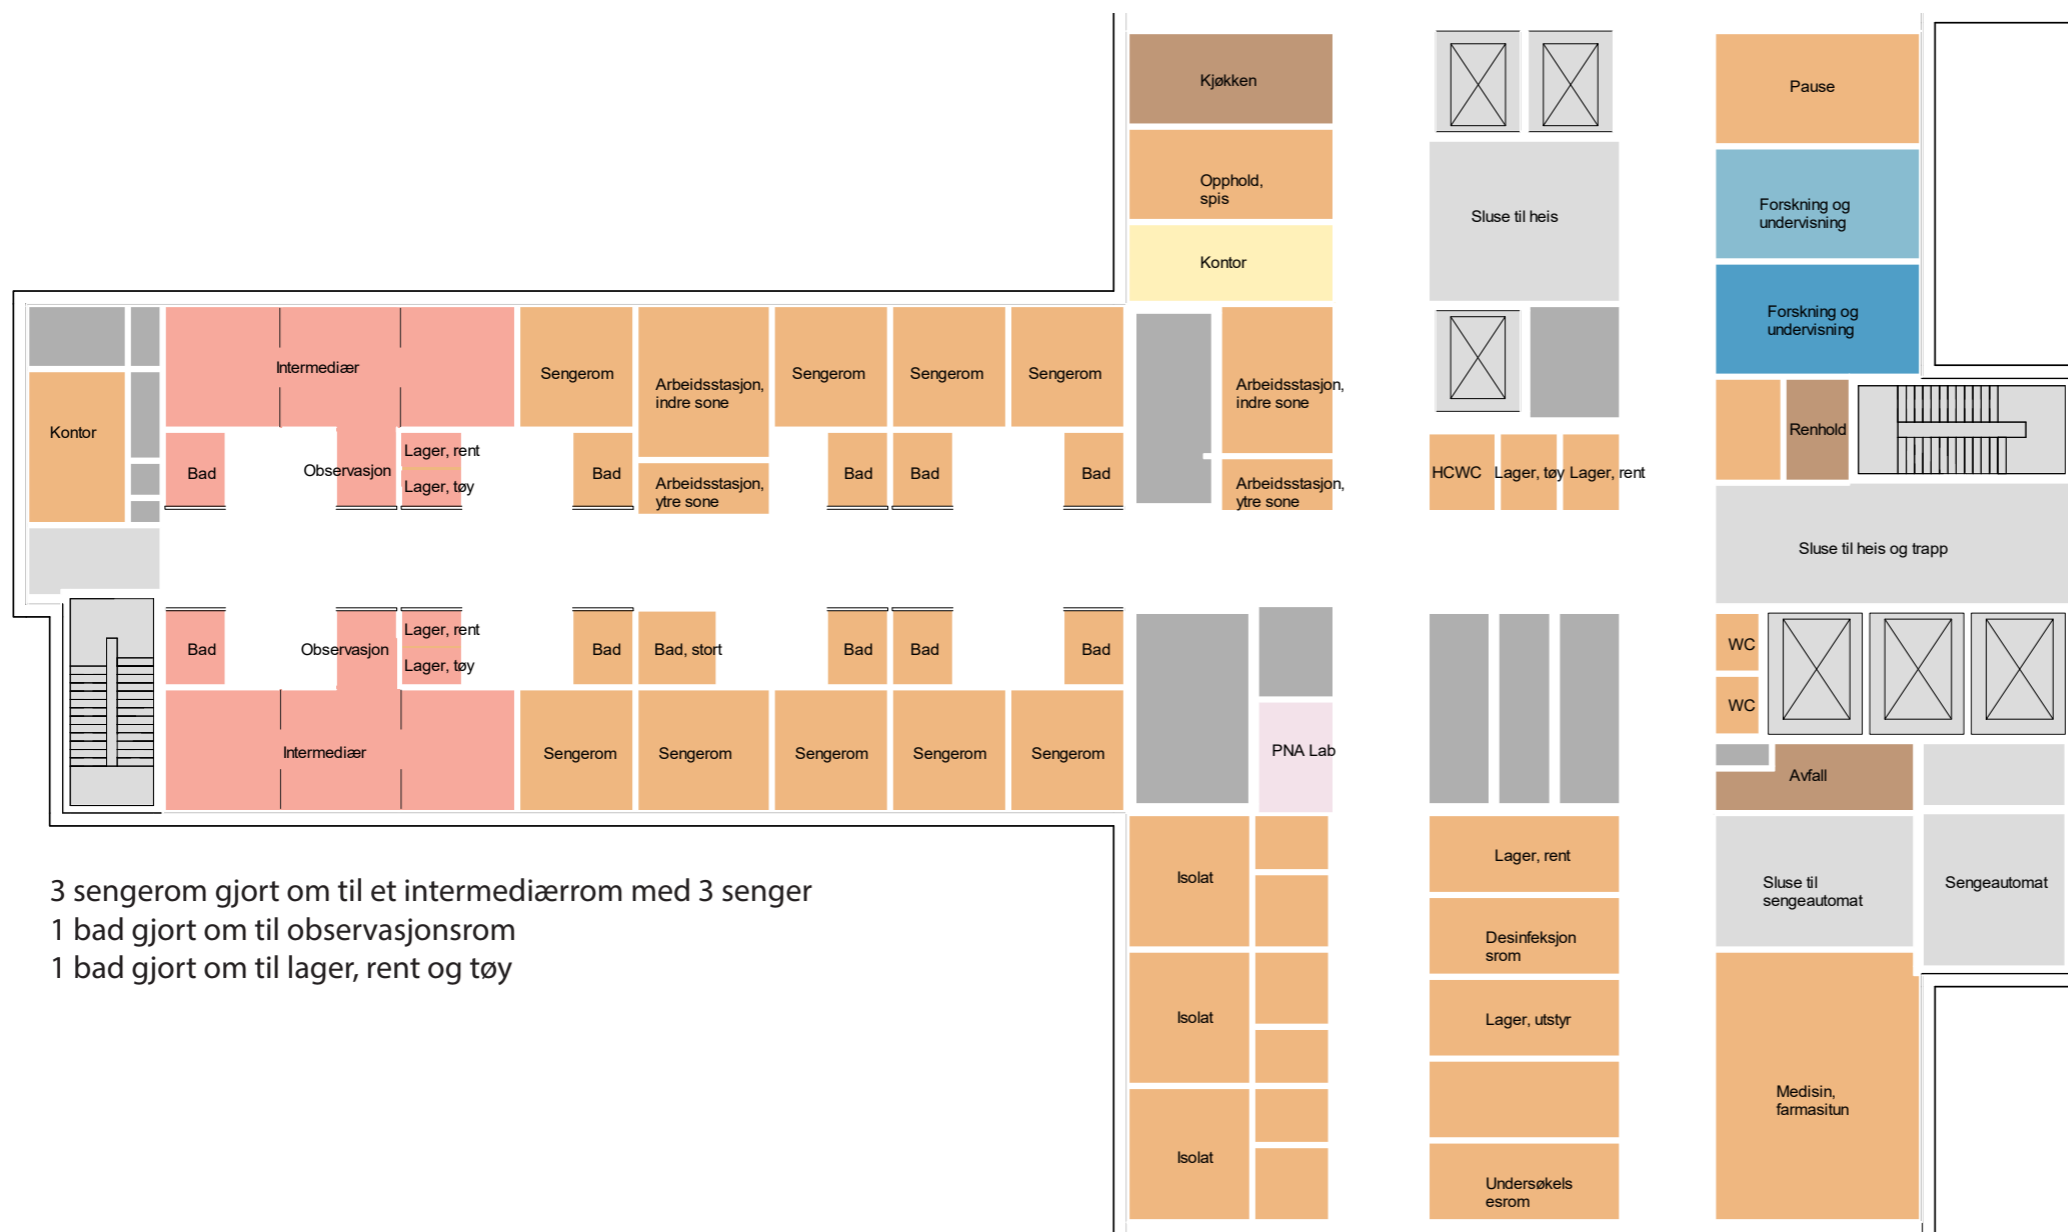 Kjøkken
Pause
Opphold,
spis
Sluse til heis
Forskning og
undervisning
Kontor
Forskning og
undervisning
Intermediær
Sengerom
Arbeidsstasjon,
indre sone
Sengerom
Sengerom
Sengerom
Arbeidsstasjon,
indre sone
Kontor
Renhold
Bad
Observasjon
Lager, rent
Lager, tøy
Bad
Arbeidsstasjon,
ytre sone
Bad
Bad
Bad
Arbeidsstasjon,
ytre sone
HCWC
Lager, tøy
Lager, rent
Sluse til heis og trapp
Bad
Observasjon
Lager, rent
Lager, tøy
Bad
Bad, stort
Bad
Bad
Bad
WC
WC
Intermediær
Sengerom
Sengerom
Sengerom
Sengerom
Sengerom
PNA Lab
Avfall
3 sengerom gjort om til et intermediærrom med 3 senger
1 bad gjort om til observasjonsrom
1 bad gjort om til lager, rent og tøy
Isolat
Lager, rent
Sluse til
sengeautomat
Sengeautomat
Desinfeksjon
srom
Isolat
Lager, utstyr
Medisin,
farmasitun
Isolat
Undersøkels
esrom